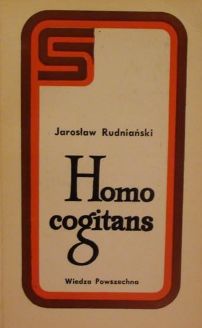 Jarosław Rudniański
Homo
cogitans
Wiedza Powszechna